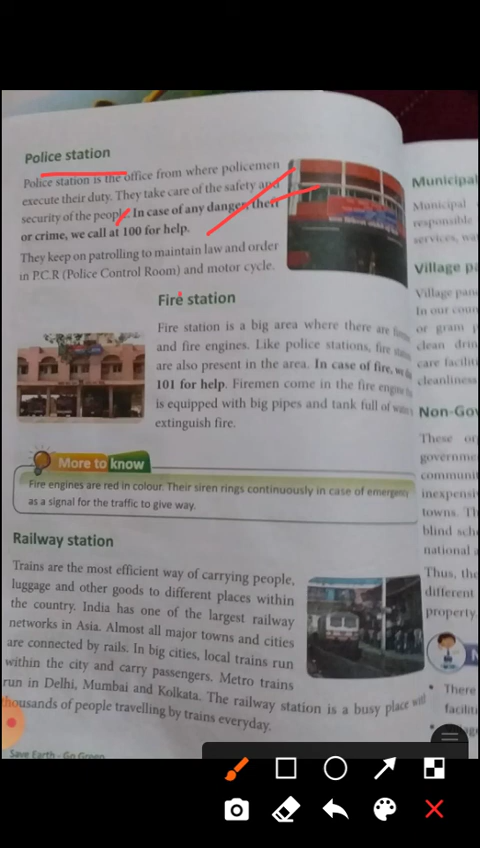 Police station
Police station is the office from where policemen
execute their duty. They take care of the safety and
security of the people. In case of any danger, theft
or crime, we call at 100 for help.
They keep on patrolling to maintain law and order
in P.C.R (Police Control Room) and motor cycle.
Fire station
Fire station is a big area where there are
and fire engines. Like police stations, fire
are also present in the area. In case of fire, we
101 for help. Firemen come in the fire engine
is equipped with big pipes and tank full of
extinguish fire.
More to know
Fire engines are red in colour. Their siren rings continuously in case of emergency
as a signal for the traffic to give way.
Railway station
Trains are the most efficient way of carrying people,
luggage and other goods to different places within
the country. India has one of the largest railway
networks in Asia. Almost all major towns and cities
are connected by rails. In big cities, local trains run
within the city and carry passengers. Metro trains
run in Delhi, Mumbai and Kolkata. The railway station is a busy place with
thousands of people travelling by trains everyday.
Save Earth - Go Green
Municipal
Municipal
responsible
services,
Village
Village
In our
or gram
clean
care
cleanliness
Non-
These
blind
national
Thus, the
different
property.
There